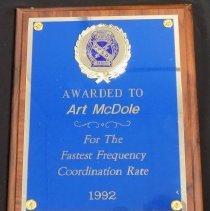 AWARDED TO
Art McDole
For The
Fastest Frequency
Coordination Rate
1992